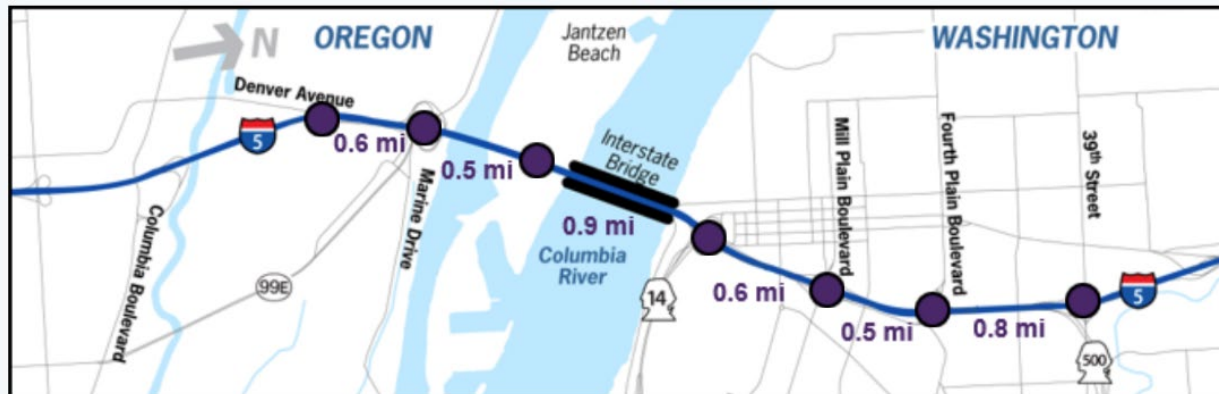 N
OREGON
Jantzen
Beach
WASHINGTON
Denver Avenue
5
0.6 mi
0.5 mi
Marine Drive
Columbia Boulevard
99E
Interstate
Bridge
0.9 mi
Columbia
River
14
0.6 mi
Mill Plain Boulevard
0.5 mi
Fourth Plain Boulevard
0.8 mi
39th Street
5
500